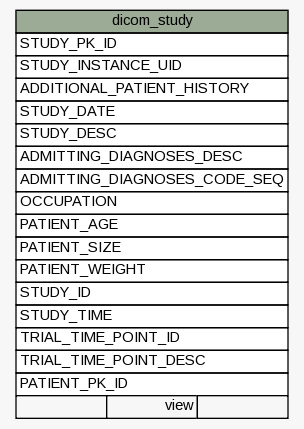 dicom_study
STUDY_PK_ID
STUDY_INSTANCE_UID
ADDITIONAL_PATIENT_HISTORY
STUDY_DATE
STUDY_DESC
ADMITTING_DIAGNOSES_DESC
ADMITTING_DIAGNOSES_CODE_SEQ
OCCUPATION
PATIENT_AGE
PATIENT_SIZE
PATIENT_WEIGHT
STUDY_ID
STUDY_TIME
TRIAL_TIME_POINT_ID
TRIAL_TIME_POINT_DESC
PATIENT_PK_ID
view